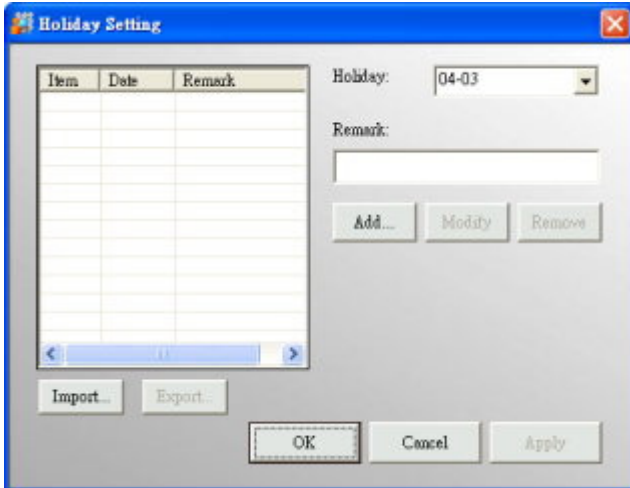 Holiday Setting
Item Date Remark
Holiday: 04-03
Remark:
Add... Modify Remove
Import... Export...
OK Cancel Apply